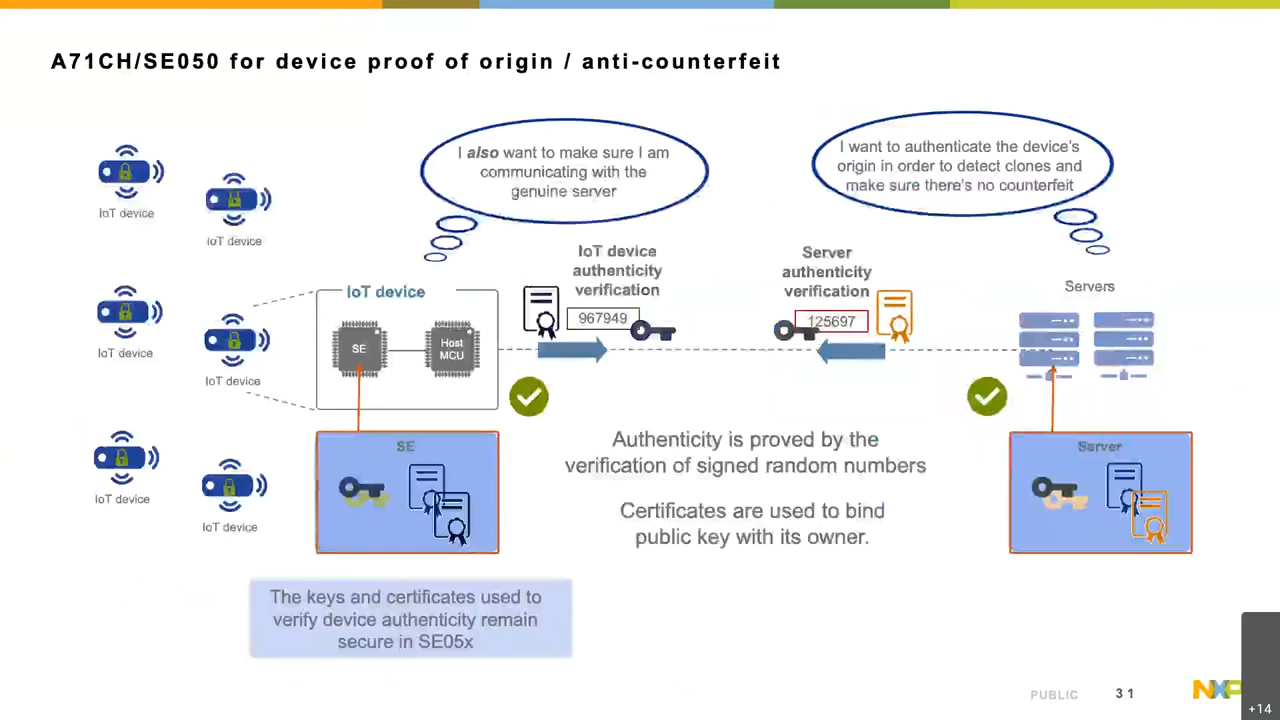 A71CH/SE050 for device proof of origin / anti-counterfeit
I also want to make sure I am
communicating with the
genuine server
I want to authenticate the device's
origin in order to detect clones and
make sure there's no counterfeit
IoT device
IoT device
IoT device
IoT device
IoT device
IoT device
IoT device
SE
Host
MCU
IoT device
authenticity
verification
967949
Server
authenticity
verification
125697
Servers
SE
Server
Authenticity is proved by the
verification of signed random numbers
Certificates are used to bind
public key with its owner.
The keys and certificates used to
verify device authenticity remain
secure in SE05x
PUBLIC
31
NXP
+14